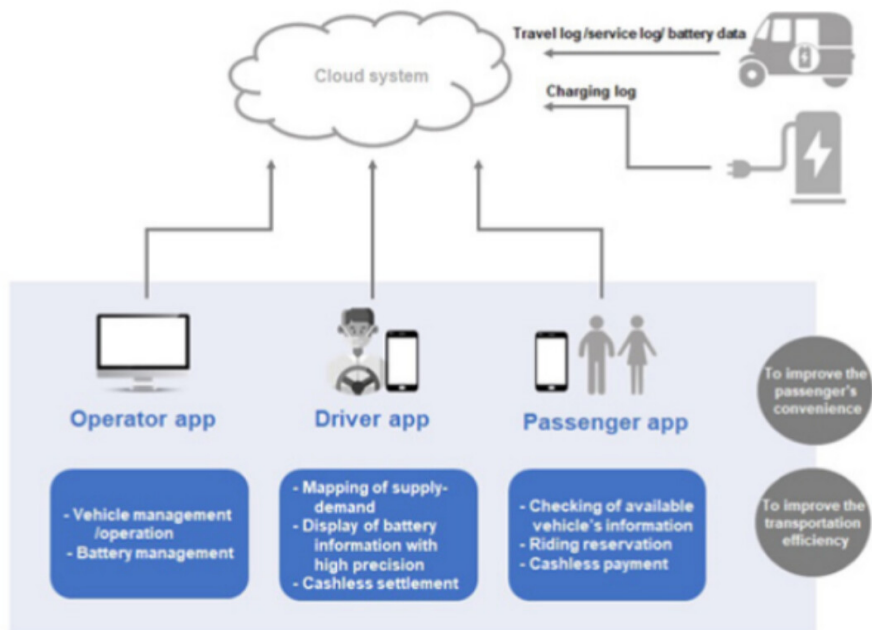 Travel log /service log/ battery data
Cloud system
Charging log
Operator app
Driver app
Passenger app
To improve the
passenger's
convenience
- Vehicle management
/operation
- Battery management
- Mapping of supply-
demand
- Display of battery
information with
high precision
- Cashless settlement
- Checking of available
vehicle's information
- Riding reservation
- Cashless payment
To improve the
transportation
efficiency